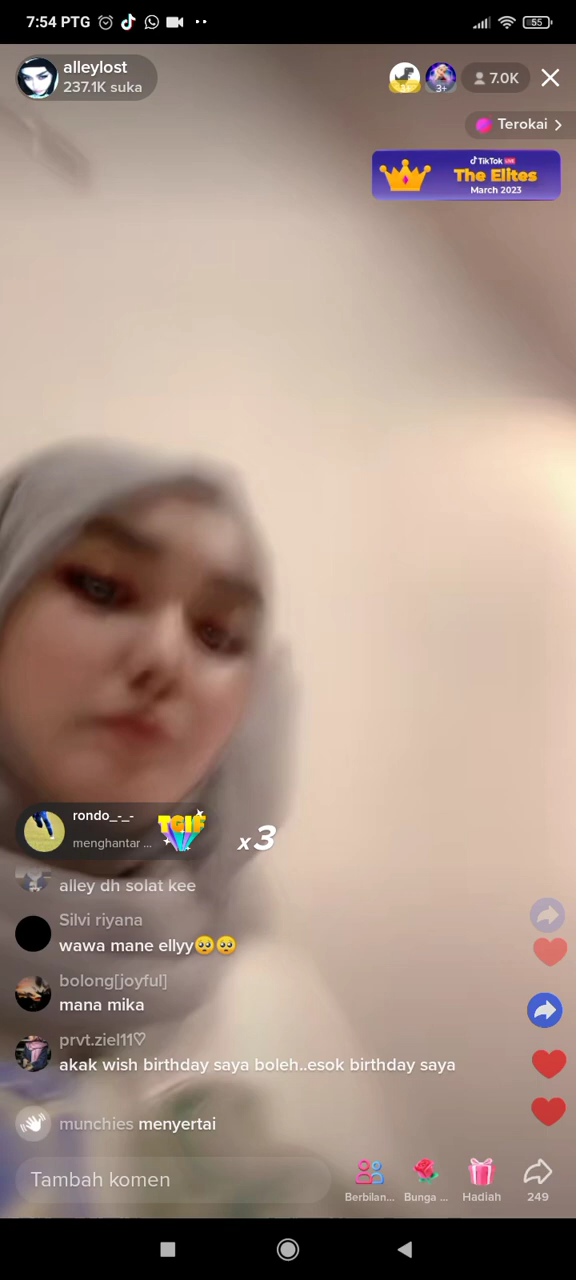 7:54 PTG
55
alleylost
237.1K suka
3+
7.0K
Terokai
TikTok LIVE
The Elites
March 2023
rondo_-_-
menghantar ...
TGIF
x3
alley dh solat kee
Silvi riyana
wawa mane ellyy🥺🥺
bolong[joyful]
mana mika
prvt.ziel11♡
akak wish birthday saya boleh..esok birthday saya
munchies menyertai
Tambah komen
Berbilan...
Bunga ...
Hadiah
249